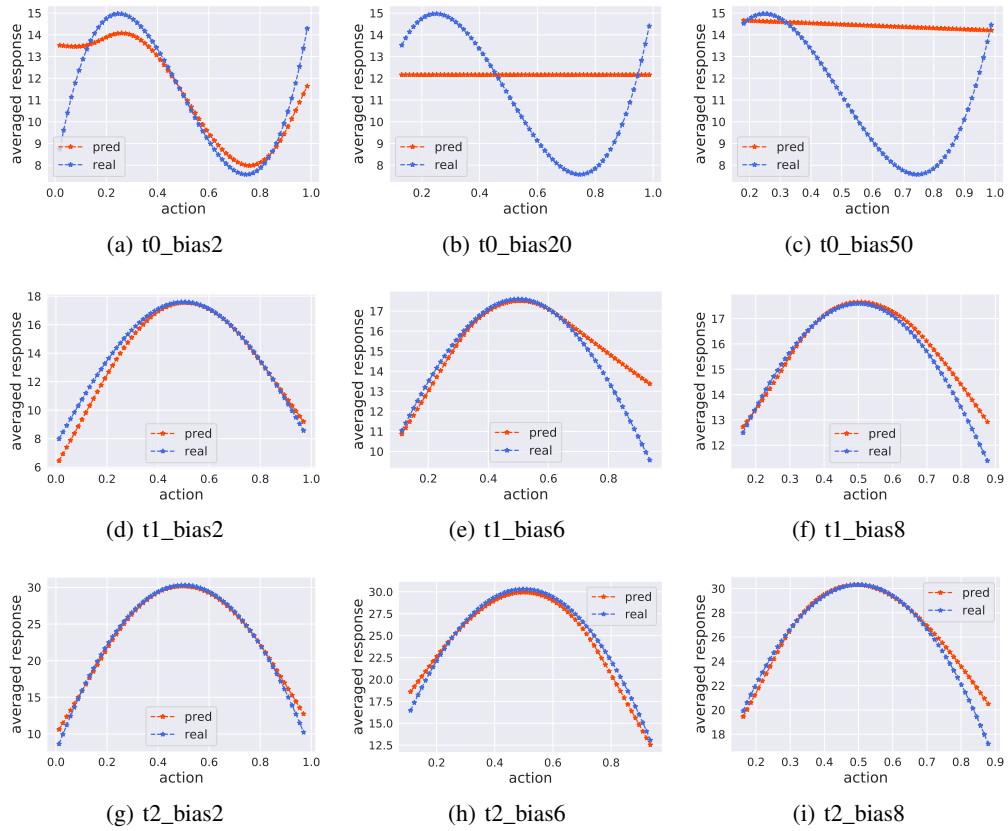 15
14
13
12
11
10
9
8
averaged response
pred
real
0.0 0.2 0.4 0.6 0.8 1.0
action
(a) t0_bias2
15
14
13
12
11
10
9
8
averaged response
pred
real
0.2 0.4 0.6 0.8 1.0
action
(b) t0_bias20
15
14
13
12
11
10
9
8
averaged response
pred
real
0.2 0.3 0.4 0.5 0.6 0.7 0.8 0.9 1.0
action
(c) t0_bias50
18
16
14
12
10
8
6
averaged response
pred
real
0.0 0.2 0.4 0.6 0.8 1.0
action
(d) t1_bias2
17
16
15
14
13
12
11
10
averaged response
pred
real
0.2 0.4 0.6 0.8
action
(e) t1_bias6
17
16
15
14
13
12
averaged response
pred
real
0.2 0.3 0.4 0.5 0.6 0.7 0.8 0.9
action
(f) t1_bias8
30
25
20
15
10
averaged response
pred
real
0.0 0.2 0.4 0.6 0.8 1.0
action
(g) t2_bias2
30.0
27.5
25.0
22.5
20.0
17.5
15.0
12.5
averaged response
pred
real
0.2 0.4 0.6 0.8
action
(h) t2_bias6
30
28
26
24
22
20
18
averaged response
pred
real
0.2 0.3 0.4 0.5 0.6 0.7 0.8 0.9
action
(i) t2_bias8